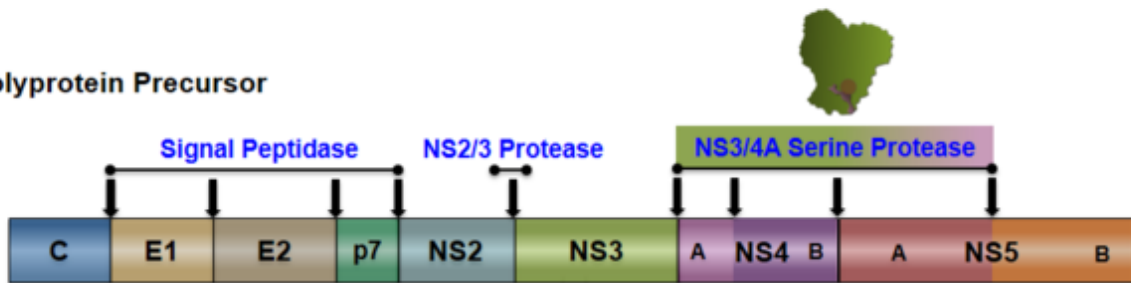 olyprotein Precursor
Signal Peptidase NS2/3 Protease NS3/4A Serine Protease
C E1 E2 p7 NS2 NS3 A NS4 B A NS5 B